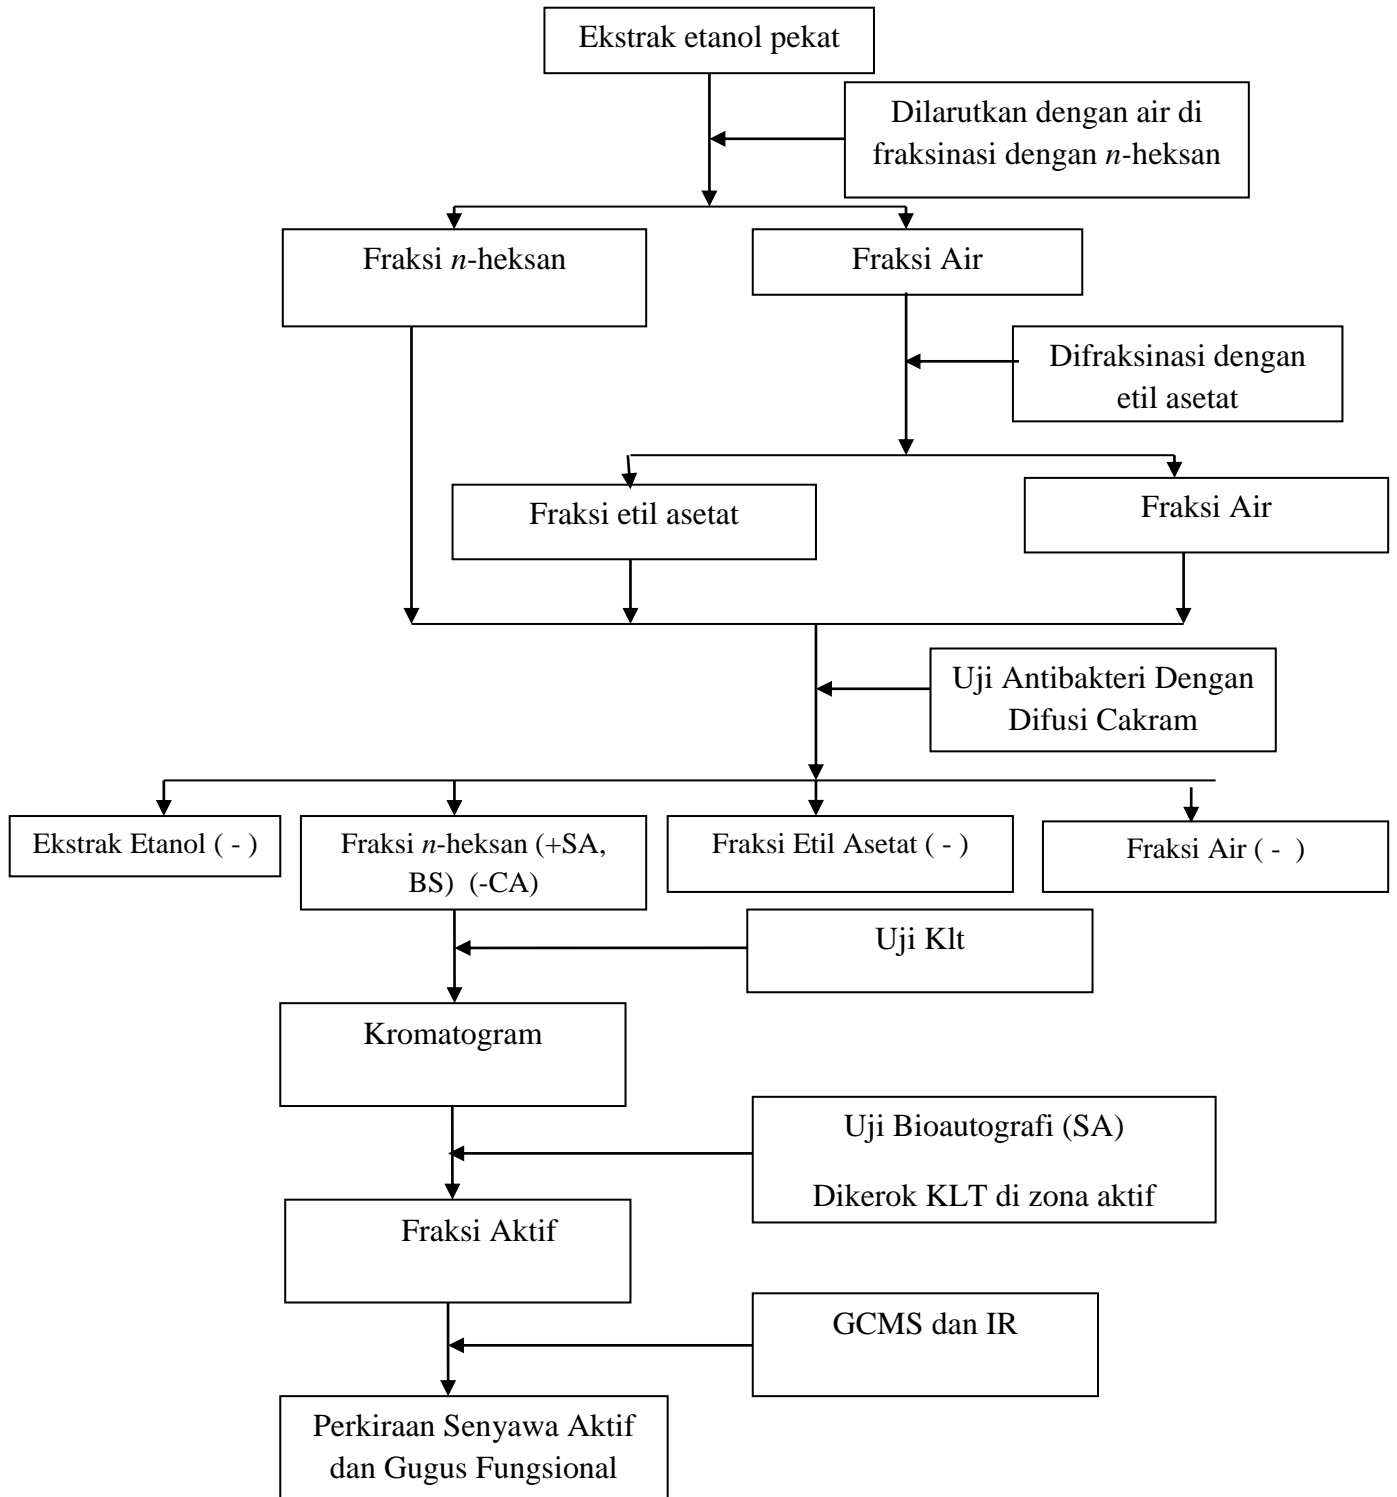 Ekstrak etanol pekat
Dilarutkan dengan air di
fraksinasi dengan n-heksan
Fraksi n-heksan
Fraksi Air
Difraksinasi dengan
etil asetat
Fraksi etil asetat
Fraksi Air
Uji Antibakteri Dengan
Difusi Cakram
Ekstrak Etanol ( - )
Fraksi n-heksan (+SA,
BS) (-CA)
Fraksi Etil Asetat ( - )
Fraksi Air ( - )
Uji Klt
Kromatogram
Uji Bioautografi (SA)
Dikerok KLT di zona aktif
Fraksi Aktif
GCMS dan IR
Perkiraan Senyawa Aktif
dan Gugus Fungsional